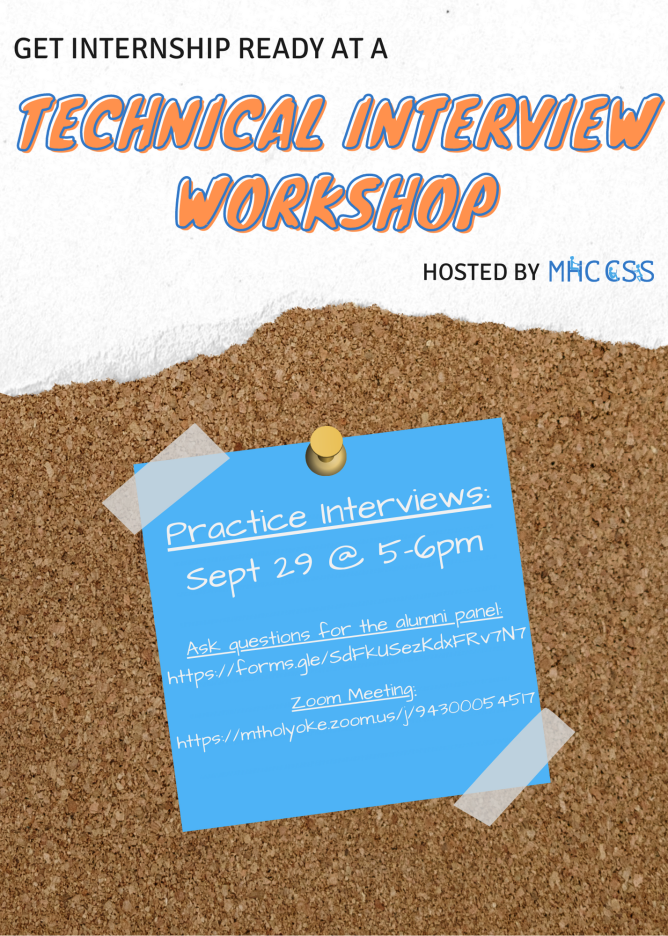 GET INTERNSHIP READY AT A
TECHNICAL INTERVIEW
WORKSHOP
HOSTED BY MHC CSS
Practice Interviews:
Sept 29 @ 5-6pm
Ask questions for the alumni panel:
https://forms.gle/SdFkUSezKdxFRv7N7
Zoom Meeting:
https://mtholyoke.zoom.us/j/94300054517